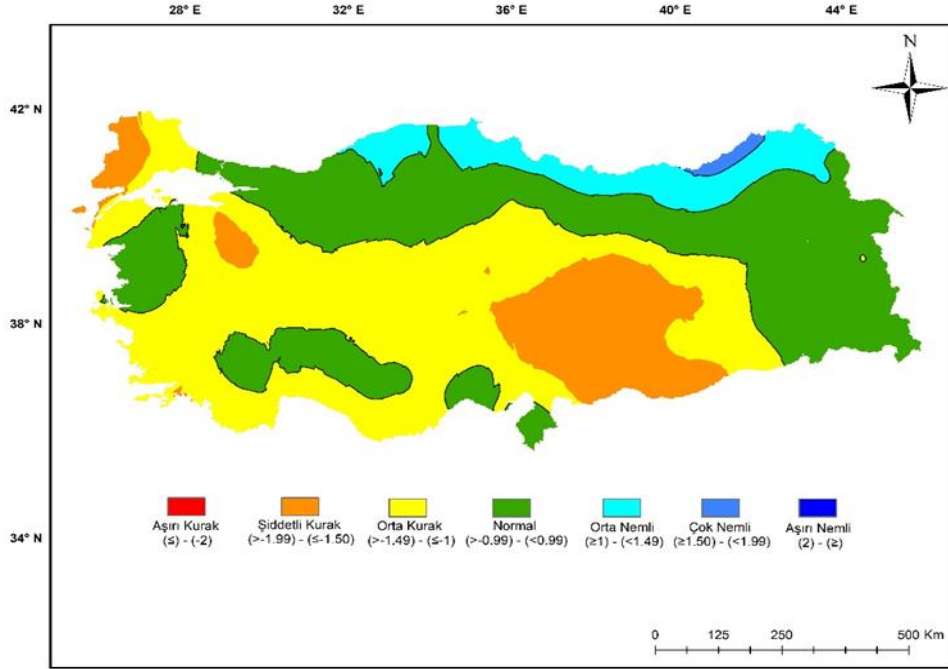 28° E 32° E 36° E 40° E 44° E
N
42° N
38° N
34° N
Aşırı Kurak
(≤) - (-2)
Şiddetli Kurak
(>-1.99) - (≤-1.50)
Orta Kurak
(>-1.49) - (≤-1)
Normal
(>-0.99) - (<0.99)
Orta Nemli
(≥1) - (<1.49)
Çok Nemli
(≥1.50) - (<1.99)
Aşırı Nemli
(2) - (≥)
0 125 250 500 Km